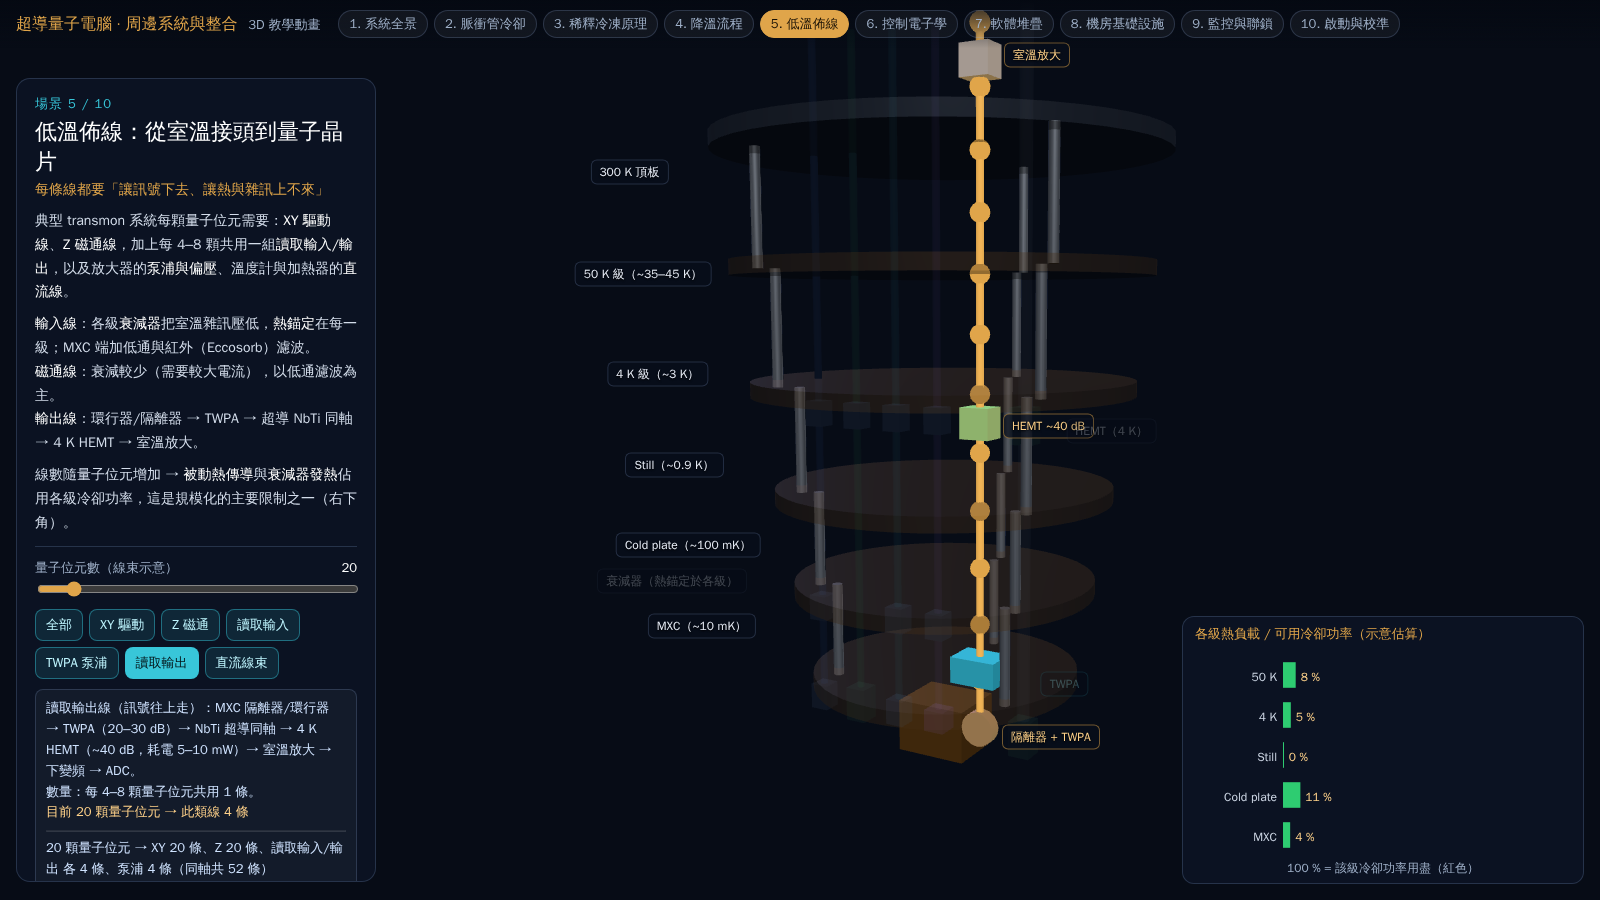 超導量子電腦 · 周邊系統與整合
3D 教學動畫
1. 系統全景
2. 脈衝管冷卻
3. 稀釋冷凍原理
4. 降溫流程
5. 低溫佈線
6. 控制電子學
7. 軟體堆疊
8. 機房基礎設施
9. 監控與聯鎖
10. 啟動與校準
場景 5 / 10
低溫佈線：從室溫接頭到量子晶
片
每條線都要「讓訊號下去、讓熱與雜訊上不來」
典型 transmon 系統每顆量子位元需要：XY 驅動
線、Z 磁通線，加上每 4–8 顆共用一組讀取輸入/輸
出，以及放大器的泵浦與偏壓、溫度計與加熱器的直
流線。
輸入線：各級衰減器把室溫雜訊壓低，熱錨定在每一
級；MXC 端加低通與紅外（Eccosorb）濾波。
磁通線：衰減較少（需要較大電流），以低通濾波為
主。
輸出線：環行器/隔離器 → TWPA → 超導 NbTi 同軸
→ 4 K HEMT → 室溫放大。
線數隨量子位元增加 → 被動熱傳導與衰減器發熱佔
用各級冷卻功率，這是規模化的主要限制之一（右下
角）。
量子位元數（線束示意）
20
全部
XY 驅動
Z 磁通
讀取輸入
TWPA 泵浦
讀取輸出
直流線束
讀取輸出線（訊號往上走）：MXC 隔離器/環行器
→ TWPA（20–30 dB）→ NbTi 超導同軸 → 4 K
HEMT（~40 dB，耗電 5–10 mW）→ 室溫放大 →
下變頻 → ADC。
數量：每 4–8 顆量子位元共用 1 條。
目前 20 顆量子位元 → 此類線 4 條
20 顆量子位元 → XY 20 條、Z 20 條、讀取輸入/輸
出 各 4 條、泵浦 4 條（同軸共 52 條）
室溫放大
300 K 頂板
50 K 級（~35–45 K）
4 K 級（~3 K）
HEMT ~40 dB
HEMT（4 K）
Still（~0.9 K）
Cold plate（~100 mK）
衰減器（熱錨定於各級）
MXC（~10 mK）
TWPA
隔離器 + TWPA
各級熱負載 / 可用冷卻功率（示意估算）
50 K
8 %
4 K
5 %
Still
0 %
Cold plate
11 %
MXC
4 %
100 % = 該級冷卻功率用盡（紅色）